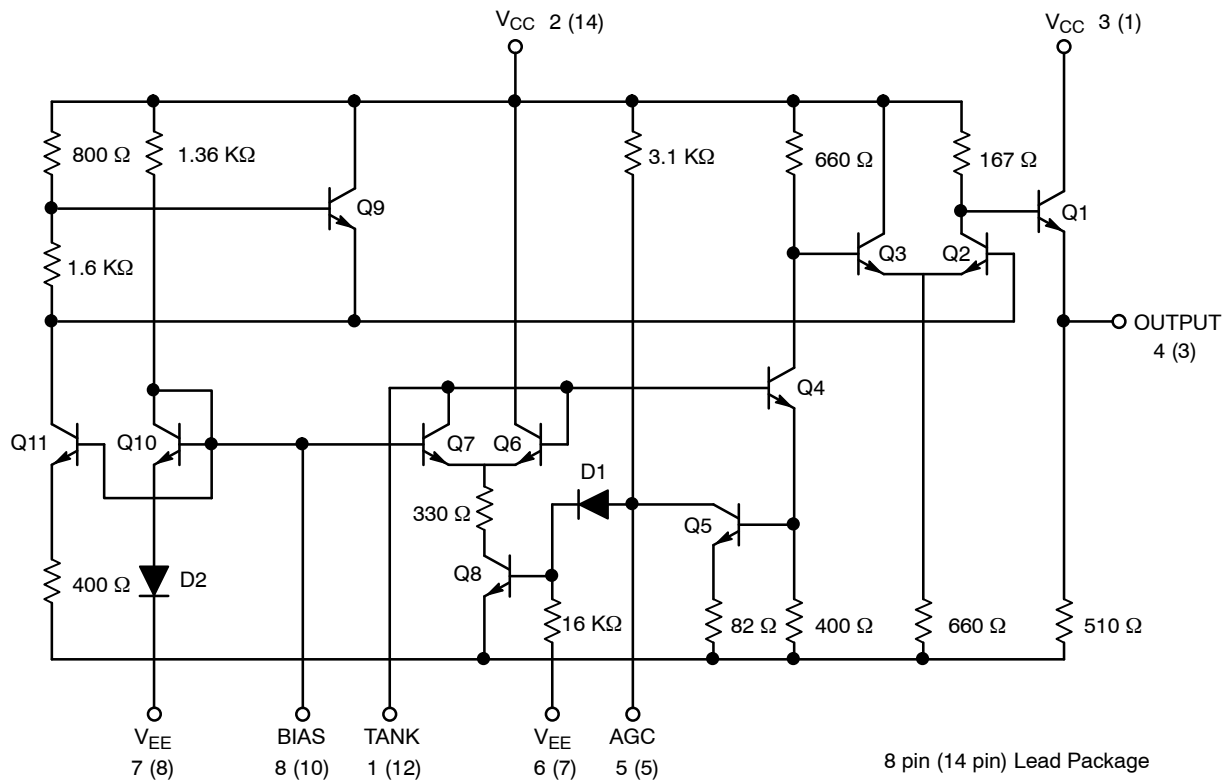 VCC 2 (14)
VCC 3 (1)
800 Ω
1.36 KΩ
3.1 KΩ
660 Ω
167 Ω
Q9
Q1
1.6 KΩ
Q3
Q2
OUTPUT
4 (3)
Q4
Q11
Q10
Q7
Q6
D1
330 Ω
Q5
Q8
400 Ω
D2
16 KΩ
82 Ω
400 Ω
660 Ω
510 Ω
VEE
7 (8)
BIAS
8 (10)
TANK
1 (12)
VEE
6 (7)
AGC
5 (5)
8 pin (14 pin) Lead Package